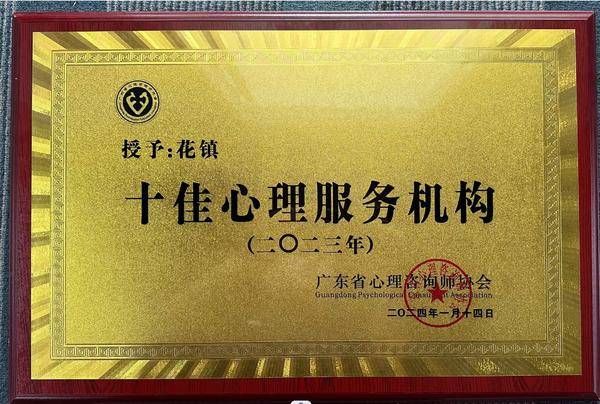 授予:花镇
十佳心理服务机构
(二〇二三年)
广东省心理咨询师协会
Guangdong Psychological Consultant Association
二〇二四年一月十四日